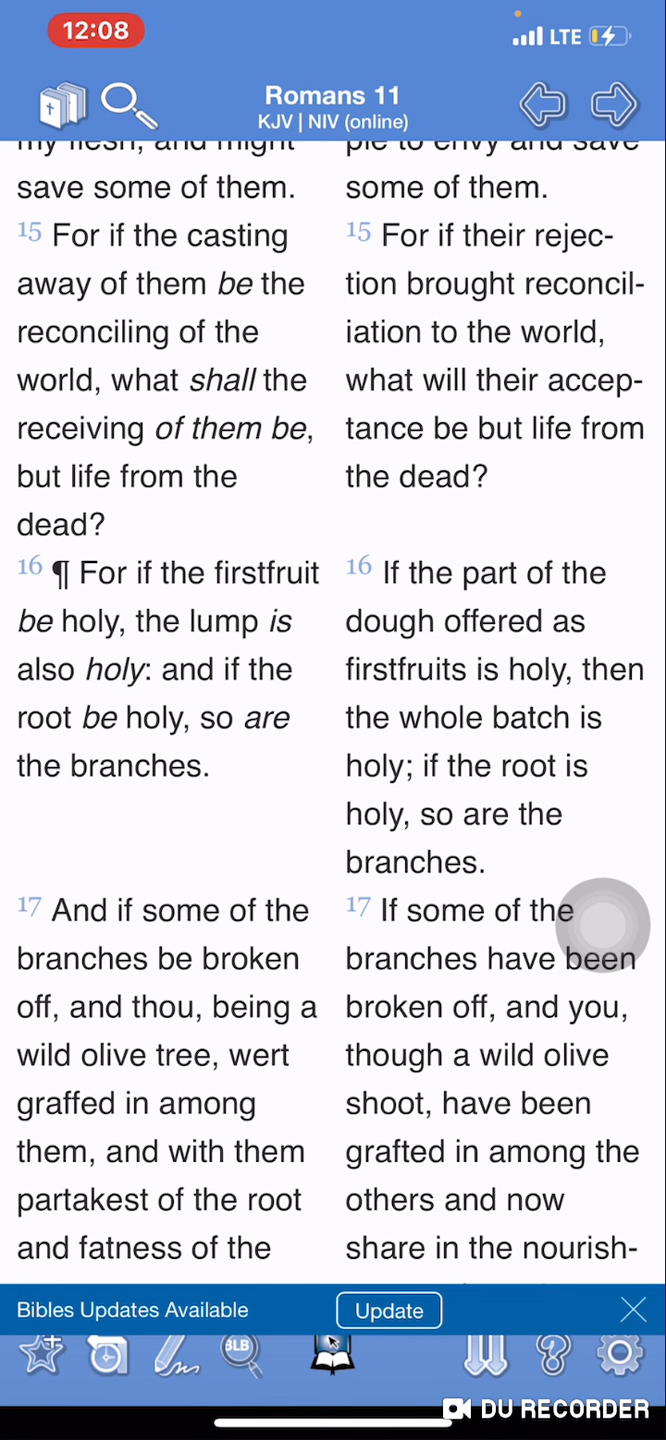 12:08
LTE
Romans 11
KJV | NIV (online)
my flesh, and might
save some of them.
15 For if the casting
away of them be the
reconciling of the
world, what shall the
receiving of them be,
but life from the
dead?
16 ¶ For if the firstfruit
be holy, the lump is
also holy: and if the
root be holy, so are
the branches.
17 And if some of the
branches be broken
off, and thou, being a
wild olive tree, wert
graffed in among
them, and with them
partakest of the root
and fatness of the
ple to envy and save
some of them.
15 For if their rejec-
tion brought reconcil-
iation to the world,
what will their accep-
tance be but life from
the dead?
16 If the part of the
dough offered as
firstfruits is holy, then
the whole batch is
holy; if the root is
holy, so are the
branches.
17 If some of the
branches have been
broken off, and you,
though a wild olive
shoot, have been
grafted in among the
others and now
share in the nourish-
Bibles Updates Available
Update
BLB
DU RECORDER